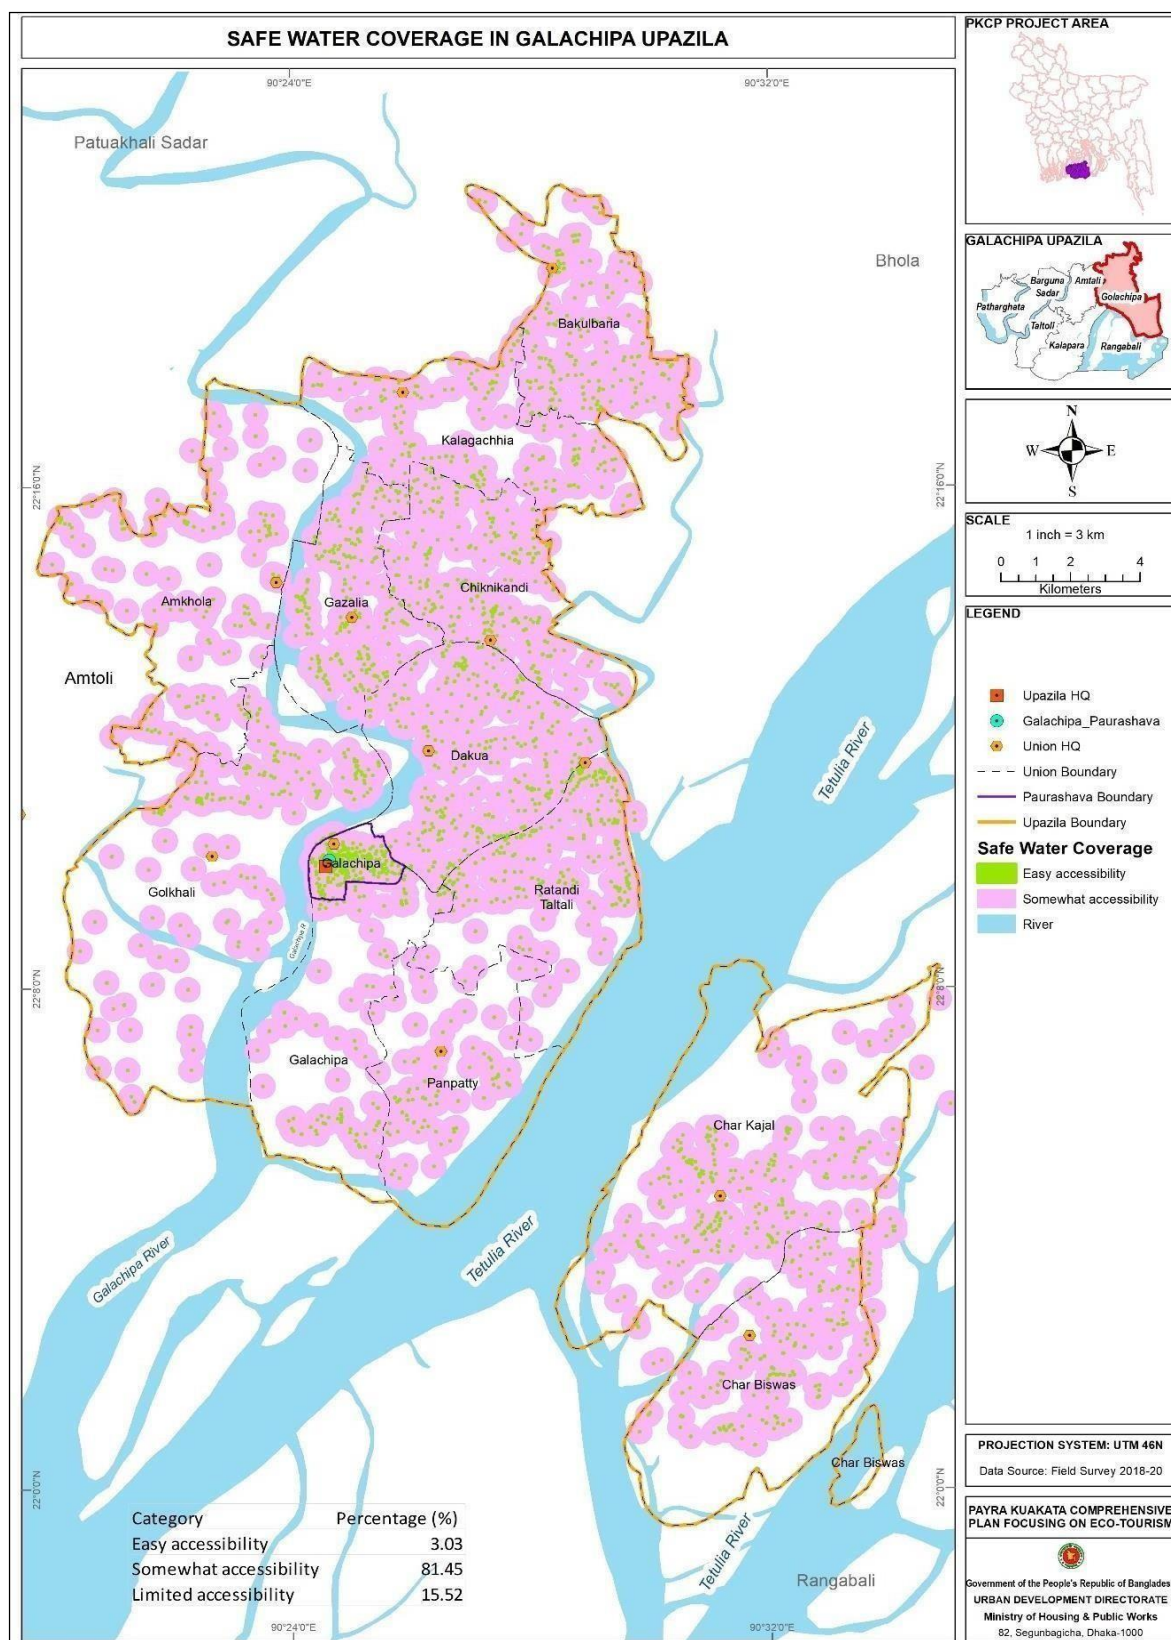 SAFE WATER COVERAGE IN GALACHIPA UPAZILA
90°24'0"E
90°32'0"E
Patuakhali Sadar
Bhola
Bakulbaria
Kalagachhia
22°16'0"N
22°16'0"N
Chiknikandi
Amkhola
Gazalia
Amtoli
Dakua
Tetulia River
Galachipa
Golkhali
Ratandi
Taltali
Galachipa R
22°8'0"N
22°8'0"N
Galachipa
Panpatty
Char Kajal
Galachipa River
Tetulia River
Char Biswas
Char Biswas
22°0'0"N
22°0'0"N
Tetulia River
Rangabali
Category Percentage (%)
Easy accessibility 3.03
Somewhat accessibility 81.45
Limited accessibility 15.52
90°24'0"E
90°32'0"E
PKCP PROJECT AREA
GALACHIPA UPAZILA
Barguna
Sadar
Amtali
Golachipa
Patharghata
Taltoli
Kalapara
Rangabali
N
W
E
S
SCALE
1 inch = 3 km
0 1 2 4
Kilometers
LEGEND
Upazila HQ
Galachipa_Paurashava
Union HQ
Union Boundary
Paurashava Boundary
Upazila Boundary
Safe Water Coverage
Easy accessibility
Somewhat accessibility
River
PROJECTION SYSTEM: UTM 46N
Data Source: Field Survey 2018-20
PAYRA KUAKATA COMPREHENSIVE
PLAN FOCUSING ON ECO-TOURISM
Government of the People's Republic of Banglades
URBAN DEVELOPMENT DIRECTORATE
Ministry of Housing & Public Works
82, Segunbagicha, Dhaka-1000